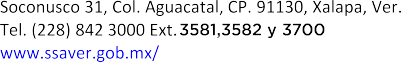 Soconusco 31, Col. Aguacatal, CP. 91130, Xalapa, Ver.
Tel. (228) 842 3000 Ext. 3581,3582 y 3700
www.ssaver.gob.mx/